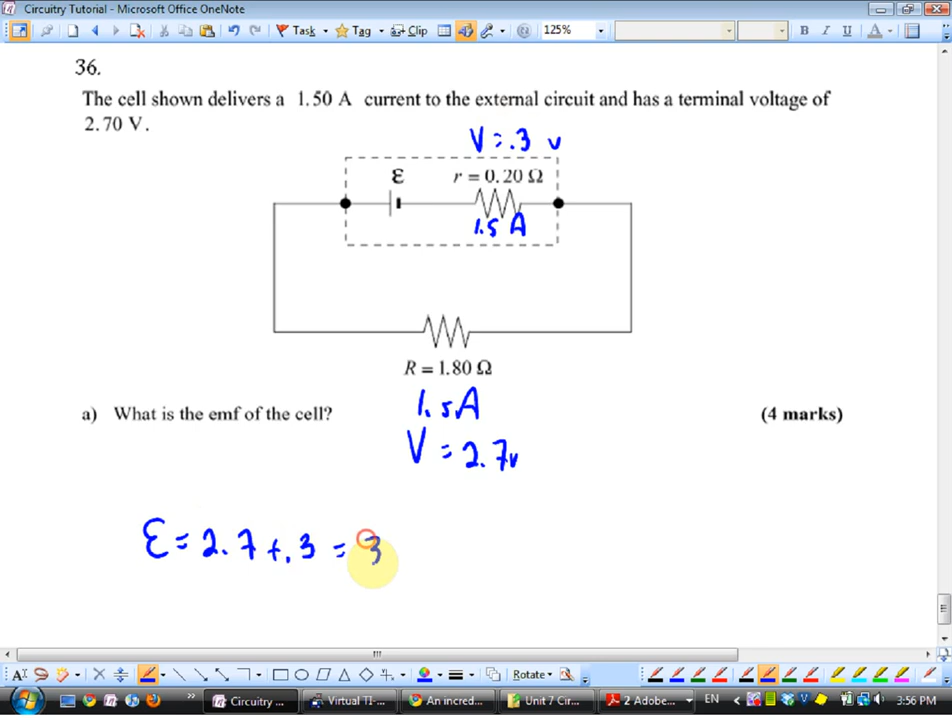 Circuitry Tutorial - Microsoft Office OneNote
Task Tag Clip 125% B I U A
36.
The cell shown delivers a 1.50 A current to the external circuit and has a terminal voltage of
2.70 V.
V = .3 v
ε r = 0.20 Ω
1.5 A
R = 1.80 Ω
1.5A
a) What is the emf of the cell? (4 marks)
V = 2.7v
ε = 2.7 + .3 = 3
Rotate
Circuitry ... Virtual TI-... An incred... Unit 7 Cir... 2 Adobe... EN 3:56 PM